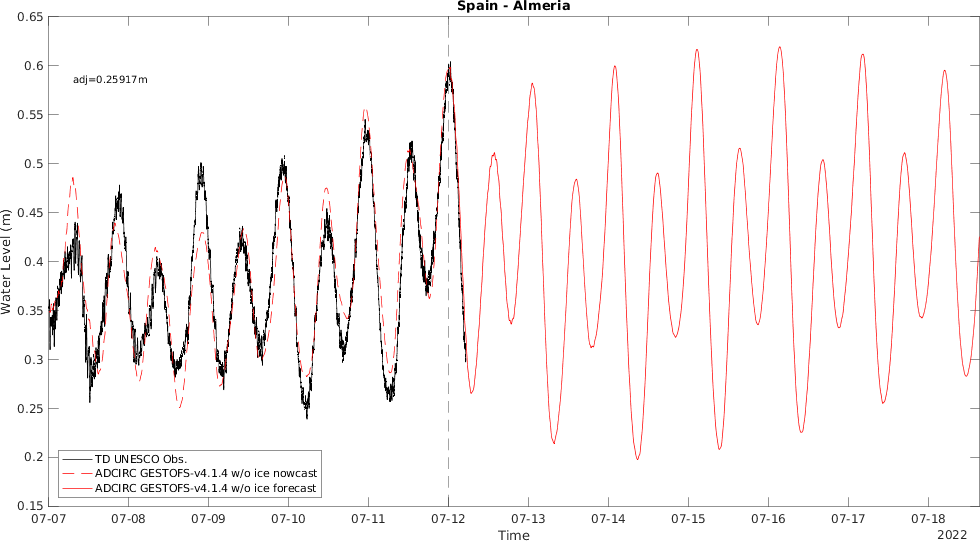 Spain - Almeria
0.65
0.6
0.55
0.5
0.45
0.4
0.35
0.3
0.25
0.2
0.15
Water Level (m)
adj=0.25917m
TD UNESCO Obs.
ADCIRC GESTOFS-v4.1.4 w/o ice nowcast
ADCIRC GESTOFS-v4.1.4 w/o ice forecast
07-07 07-08 07-09 07-10 07-11 07-12 07-13 07-14 07-15 07-16 07-17 07-18
Time
2022